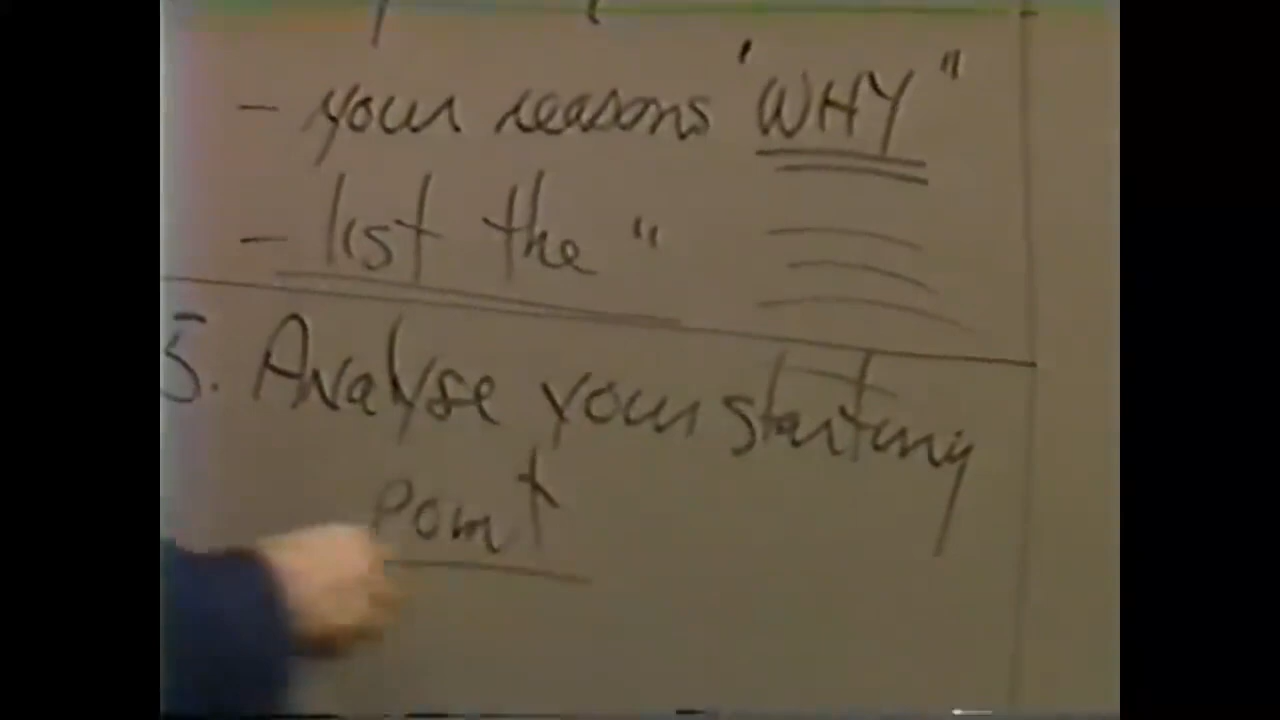 - your reasons "WHY"
- list the "
5. Analyse your starting
point